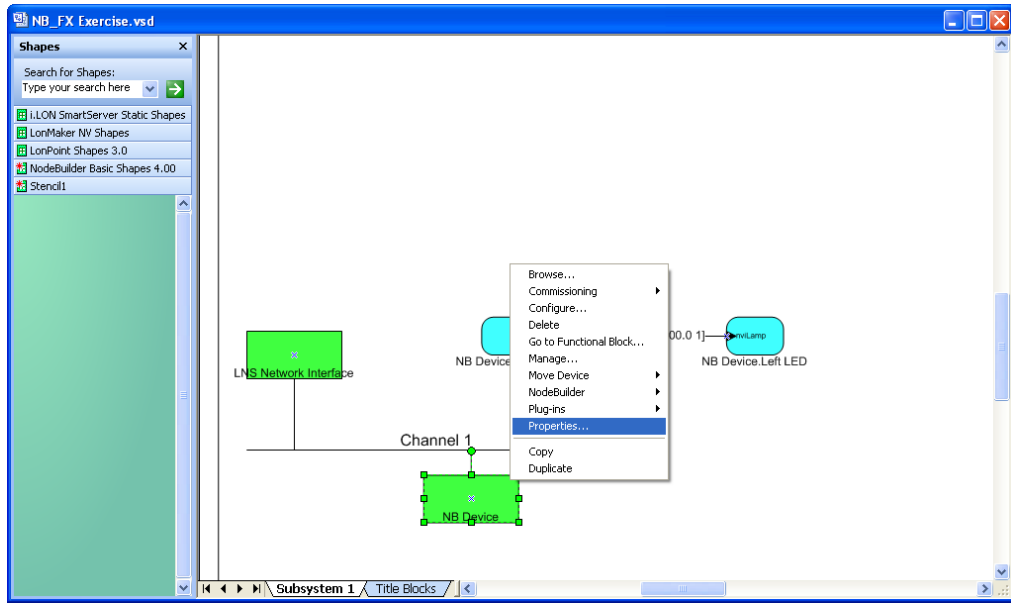 NB_FX Exercise.vsd
Shapes
Search for Shapes:
Type your search here
i.LON SmartServer Static Shapes
LonMaker NV Shapes
LonPoint Shapes 3.0
NodeBuilder Basic Shapes 4.00
Stencil1
Browse...
Commissioning
Configure...
Delete
Go to Functional Block...
Manage...
Move Device
NodeBuilder
Plug-ins
Properties...
Copy
Duplicate
00.0 1]
nviLamp
NB Device
NB Device.Left LED
LNS Network Interface
Channel 1
NB Device
Subsystem 1
Title Blocks